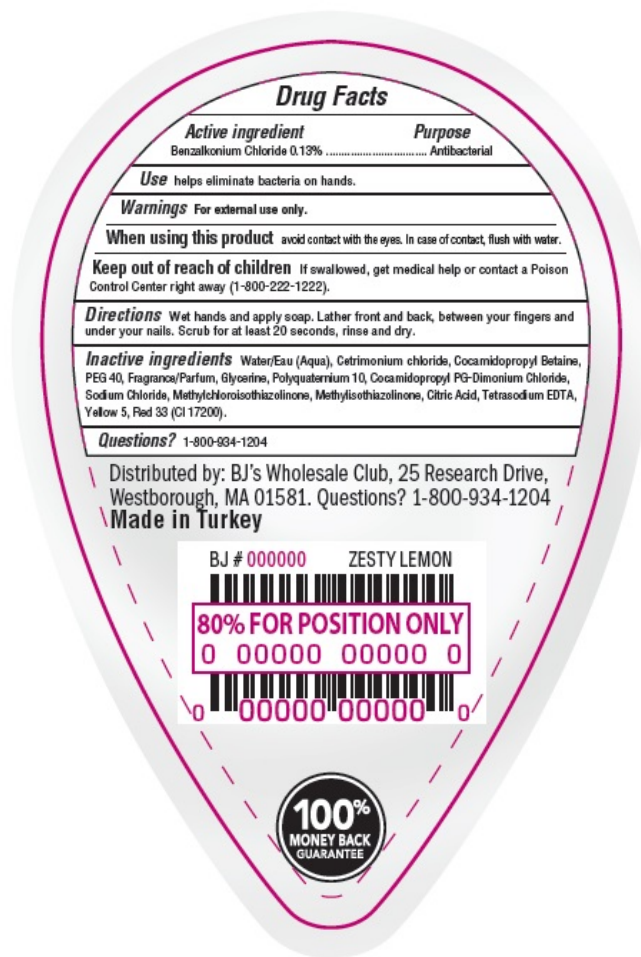 Drug Facts
Active ingredient Purpose
Benzalkonium Chloride 0.13% ................................ Antibacterial
Use helps eliminate bacteria on hands.
Warnings For external use only.
When using this product avoid contact with the eyes. In case of contact, flush with water.
Keep out of reach of children If swallowed, get medical help or contact a Poison
Control Center right away (1-800-222-1222).
Directions Wet hands and apply soap. Lather front and back, between your fingers and
under your nails. Scrub for at least 20 seconds, rinse and dry.
Inactive ingredients Water/Eau (Aqua), Cetrimonium chloride, Cocamidopropyl Betaine,
PEG 40, Fragrance/Parfum, Glycerine, Polyquaternium 10, Cocamidopropyl PG-Dimonium Chloride,
Sodium Chloride, Methylchloroisothiazolinone, Methylisothiazolinone, Citric Acid, Tetrasodium EDTA,
Yellow 5, Red 33 (CI 17200).
Questions? 1-800-934-1204
Distributed by: BJ's Wholesale Club, 25 Research Drive,
Westborough, MA 01581. Questions? 1-800-934-1204
Made in Turkey
BJ # 000000 ZESTY LEMON
80% FOR POSITION ONLY
0 00000 00000 0
0 00000 00000 0
100%
MONEY BACK
GUARANTEE